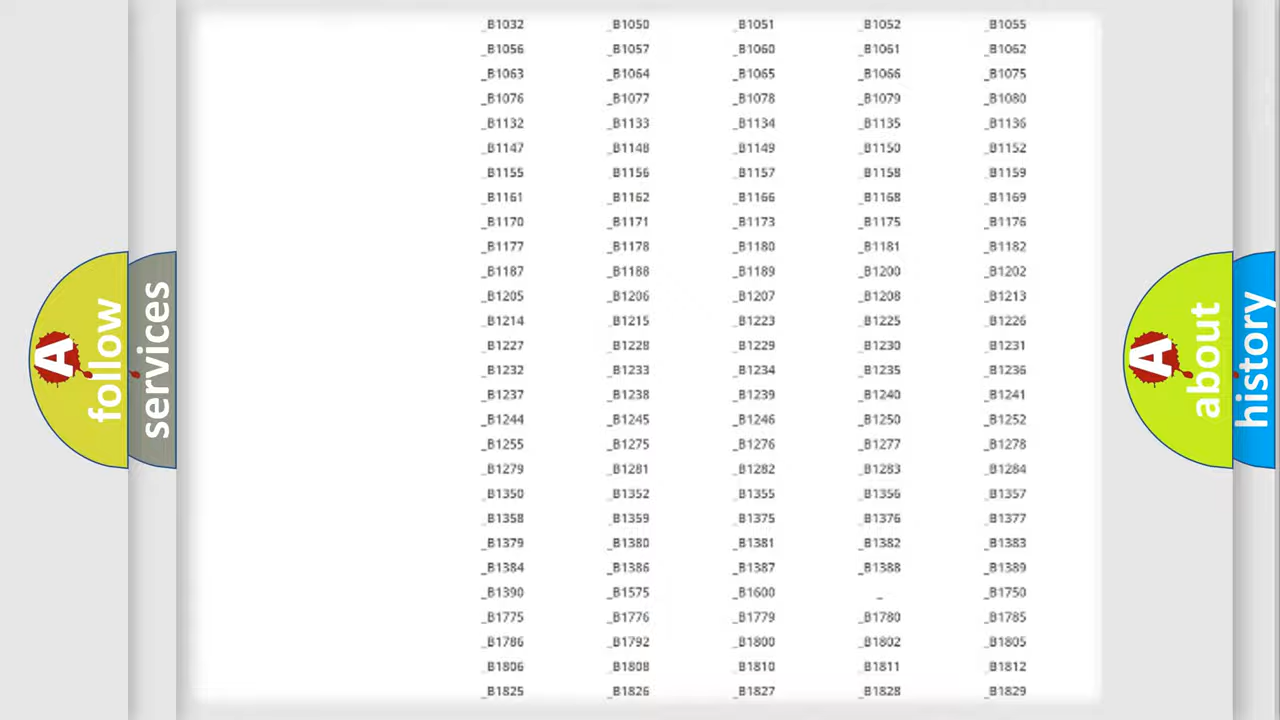 _B1032 _B1050 _B1051 _B1052 _B1055
_B1056 _B1057 _B1060 _B1061 _B1062
_B1063 _B1064 _B1065 _B1066 _B1075
_B1076 _B1077 _B1078 _B1079 _B1080
_B1132 _B1133 _B1134 _B1135 _B1136
_B1147 _B1148 _B1149 _B1150 _B1152
_B1155 _B1156 _B1157 _B1158 _B1159
_B1161 _B1162 _B1166 _B1168 _B1169
_B1170 _B1171 _B1173 _B1175 _B1176
_B1177 _B1178 _B1180 _B1181 _B1182
_B1187 _B1188 _B1189 _B1200 _B1202
_B1205 _B1206 _B1207 _B1208 _B1213
_B1214 _B1215 _B1223 _B1225 _B1226
_B1227 _B1228 _B1229 _B1230 _B1231
_B1232 _B1233 _B1234 _B1235 _B1236
_B1237 _B1238 _B1239 _B1240 _B1241
_B1244 _B1245 _B1246 _B1250 _B1252
_B1255 _B1275 _B1276 _B1277 _B1278
_B1279 _B1281 _B1282 _B1283 _B1284
_B1350 _B1352 _B1355 _B1356 _B1357
_B1358 _B1359 _B1375 _B1376 _B1377
_B1379 _B1380 _B1381 _B1382 _B1383
_B1384 _B1386 _B1387 _B1388 _B1389
_B1390 _B1575 _B1600 _ _B1750
_B1775 _B1776 _B1779 _B1780 _B1785
_B1786 _B1792 _B1800 _B1802 _B1805
_B1806 _B1808 _B1810 _B1811 _B1812
_B1825 _B1826 _B1827 _B1828 _B1829
A
follow
services
A
about
history